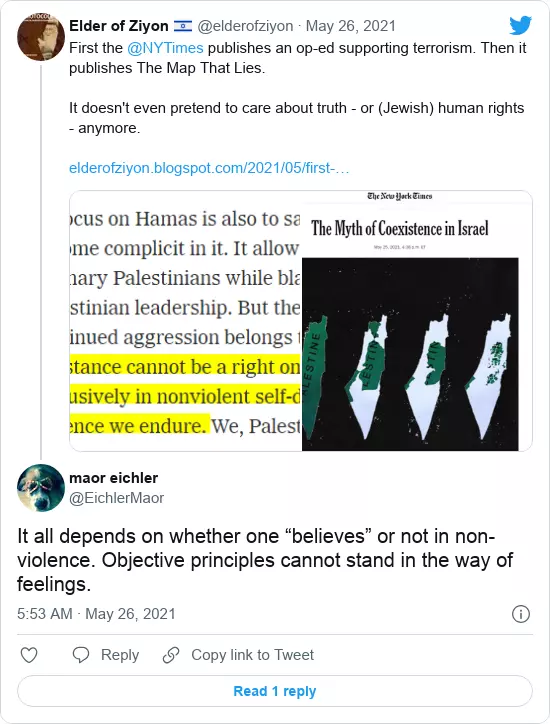 Elder of Ziyon @elderofziyon · May 26, 2021
First the @NYTimes publishes an op-ed supporting terrorism. Then it
publishes The Map That Lies.
It doesn't even pretend to care about truth - or (Jewish) human rights
- anymore.
elderofziyon.blogspot.com/2021/05/first-…
ocus on Hamas is also to sa
ome complicit in it. It allow
nary Palestinians while bla
stinian leadership. But the
inued aggression belongs t
stance cannot be a right on
usively in nonviolent self-d
ence we endure. We, Palest
The New York Times
The Myth of Coexistence in Israel
May 25, 2021
LESTINE
LESTINE
maor eichler
@EichlerMaor
It all depends on whether one “believes” or not in non-
violence. Objective principles cannot stand in the way of
feelings.
5:53 AM · May 26, 2021
Reply
Copy link to Tweet
Read 1 reply